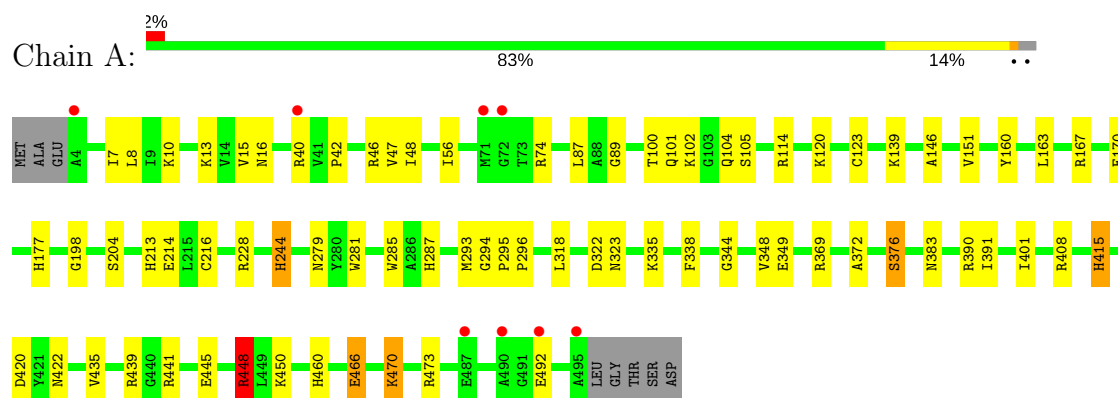 2%
Chain A:
83% 14% • •
MET ALA GLU A4 I7 L8 I9 K10 K13 V14 V15 N16 R40 V41 P42 R46 V47 I48 I56 M71 G72 T73 R74 L87 A88 G89 T100 Q101 K102 G103 Q104 S105 R114 K120 C123 K139 A146 V151 Y160 L163 R167
H177 G198 S204 H213 E214 L215 C216 R228 H244 N279 Y280 W281 W285 A286 H287 M293 G294 P295 P296 L318 D322 N323 K335 F338 G344 V348 E349 R369 A372 S376 N383 R390 I391 I401 R408 H415
D420 Y421 N422 V435 R439 G440 R441 E445 R448 L449 K450 H460 E466 K470 R473 E487 A490 G491 E492 A495 LEU GLY THR SER ASP